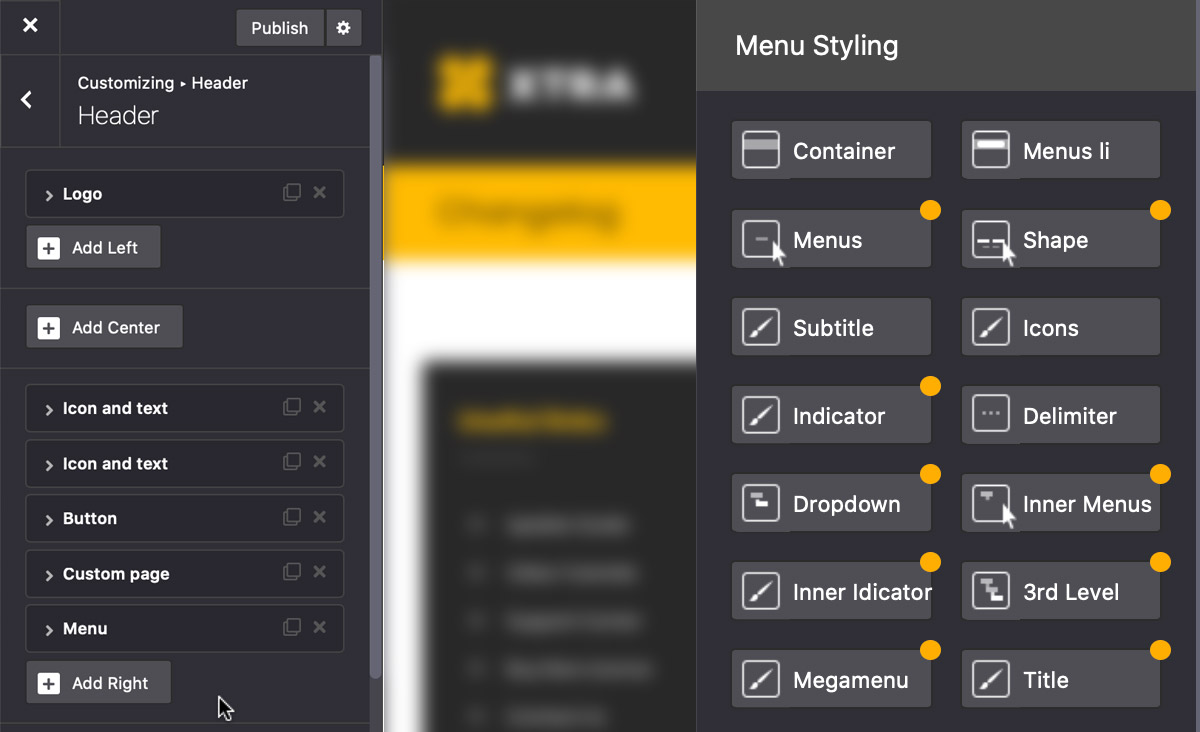 Publish
Customizing ▸ Header
Header
Logo
Add Left
Add Center
Icon and text
Icon and text
Button
Custom page
Menu
Add Right
XTRA
Changelog
Menu Styling
Container
Menus li
Menus
Shape
Subtitle
Icons
Indicator
Delimiter
Dropdown
Inner Menus
Inner Idicator
3rd Level
Megamenu
Title